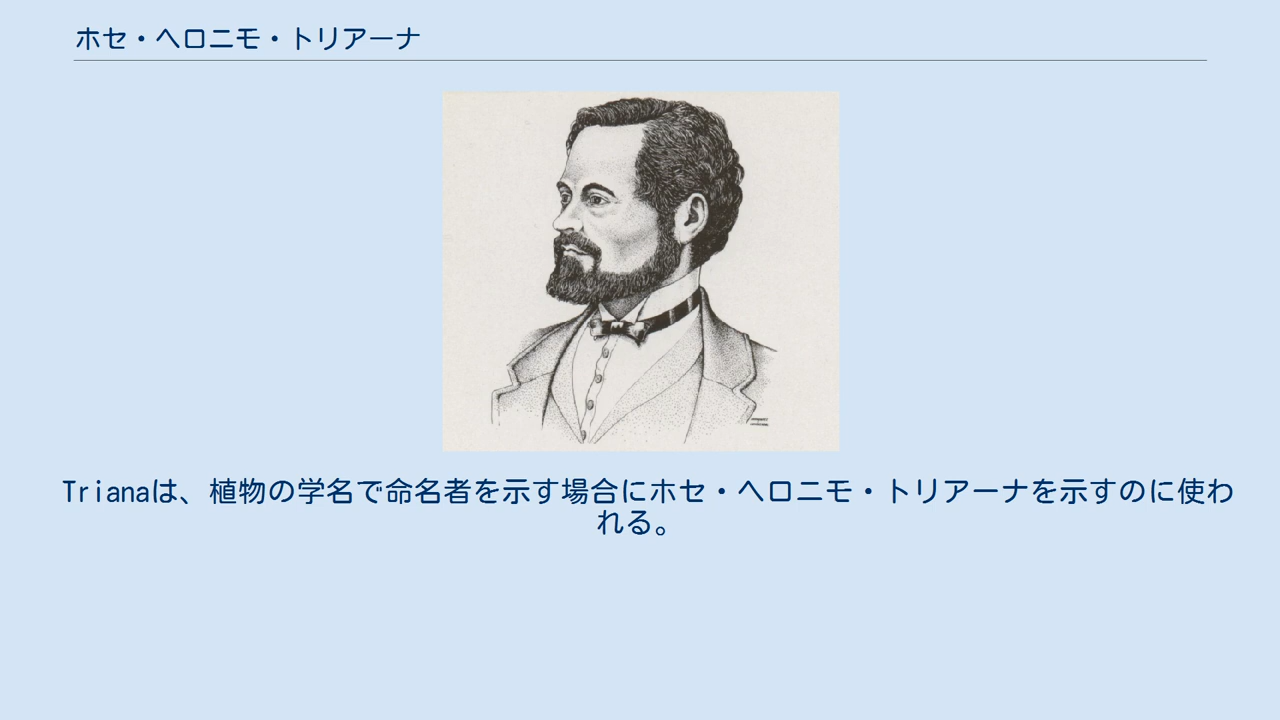 ホセ・ヘロニモ・トリアーナ
Trianaは、植物の学名で命名者を示す場合にホセ・ヘロニモ・トリアーナを示すのに使わ
れる。